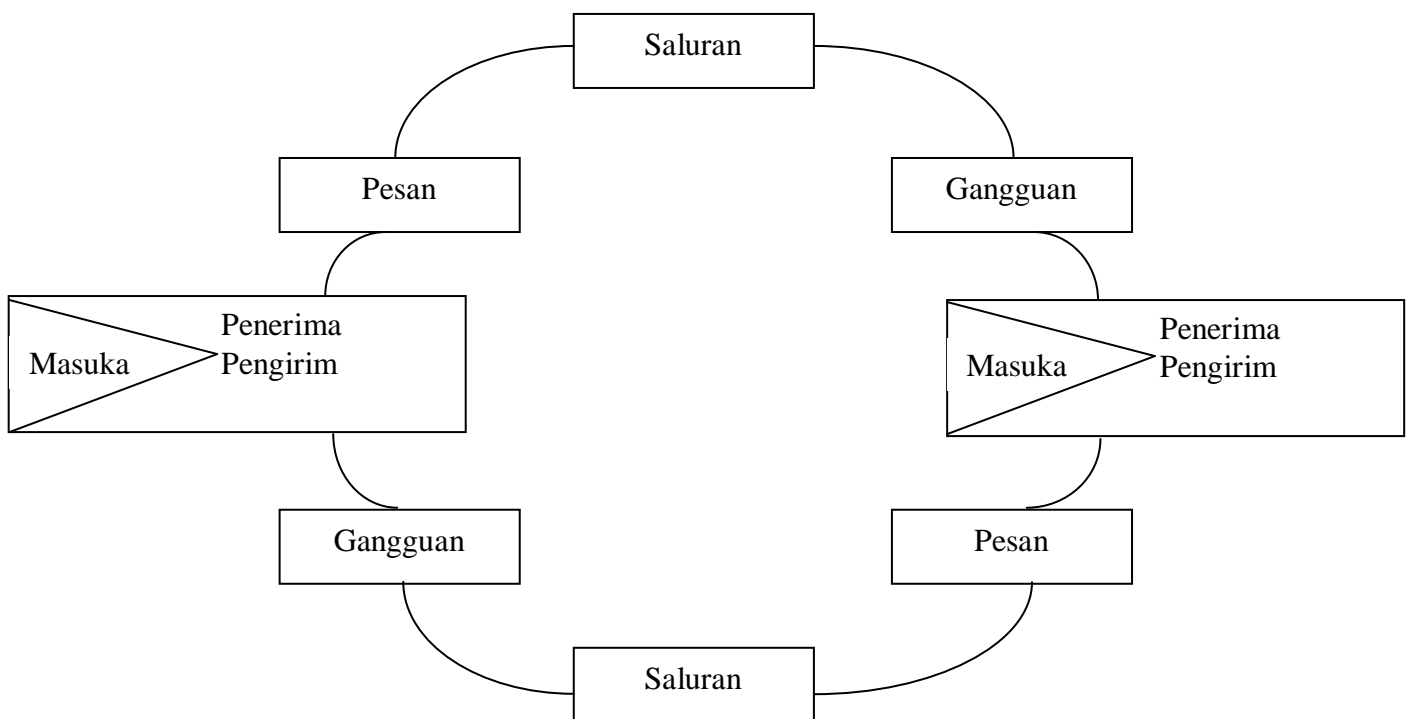 Saluran
Pesan
Gangguan
Penerima
Pengirim
Masuka
Penerima
Pengirim
Masuka
Gangguan
Pesan
Saluran